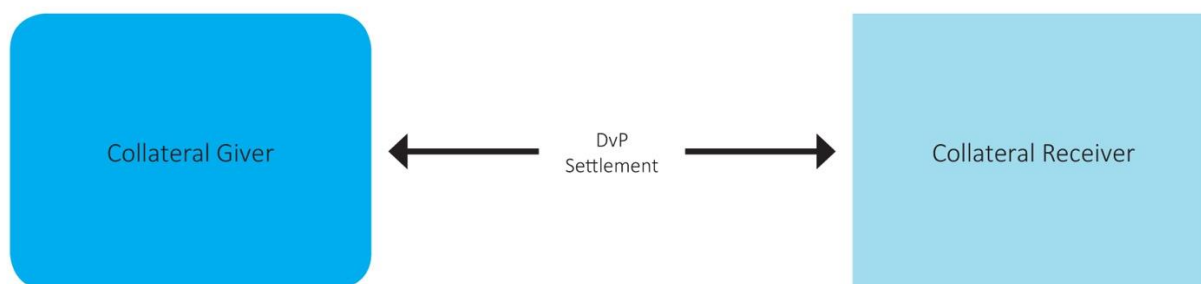 Collateral Giver
DvP
Settlement
Collateral Receiver